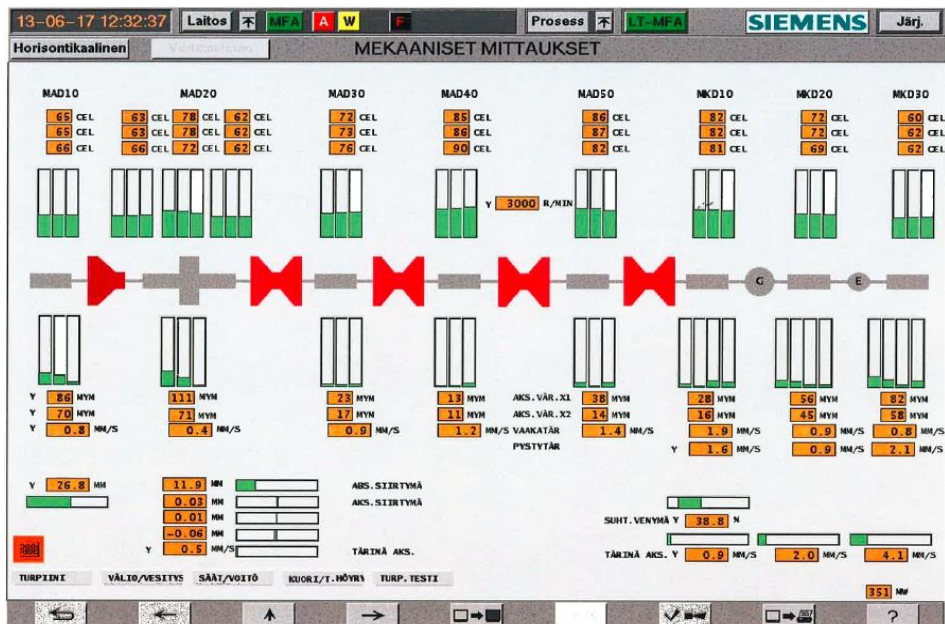 13-06-17 12:32:37 Laitos MFA A W F Prosess LT-MFA SIEMENS Järj.
Horisontikaalinen MEKAANISET MITTAUKSET
MAD10 MAD20 MAD30 MAD40 MAD50 MKD10 MKD20 MKD30
65 CEL 63 CEL 78 CEL 62 CEL 72 CEL 85 CEL 86 CEL 82 CEL 72 CEL 60 CEL
65 CEL 63 CEL 78 CEL 62 CEL 73 CEL 86 CEL 87 CEL 82 CEL 72 CEL 62 CEL
66 CEL 66 CEL 72 CEL 62 CEL 76 CEL 90 CEL 82 CEL 81 CEL 69 CEL 62 CEL
Y 3000 R/MIN
G E
Y 86 MYM 111 MYM 23 MYM 13 MYM AKS.VÄR.X1 38 MYM 28 MYM 56 MYM 82 MYM
Y 70 MYM 71 MYM 17 MYM 11 MYM AKS.VÄR.X2 14 MYM 16 MYM 45 MYM 58 MYM
Y 0.8 MM/S 0.4 MM/S 0.9 MM/S 1.2 MM/S VAAKATÄR 1.4 MM/S 1.9 MM/S 0.9 MM/S 0.8 MM/S
PYSTYTÄR Y 1.6 MM/S 0.9 MM/S 2.1 MM/S
Y 26.8 MM 11.9 MM ABS.SIIRTYMÄ
0.03 MM AKS.SIIRTYMÄ
0.01 MM SUHT.VENYMÄ Y 38.8 %
-0.06 MM
Y 0.5 MM/S TÄRINÄ AKS. TÄRINÄ AKS. Y 0.9 MM/S 2.0 MM/S 4.1 MM/S
TURPIINI VÄLIO/VESITYS SÄÄT/VOITÖ KUORI/T.HÖYRY TURP.TESTI
351 MW
?